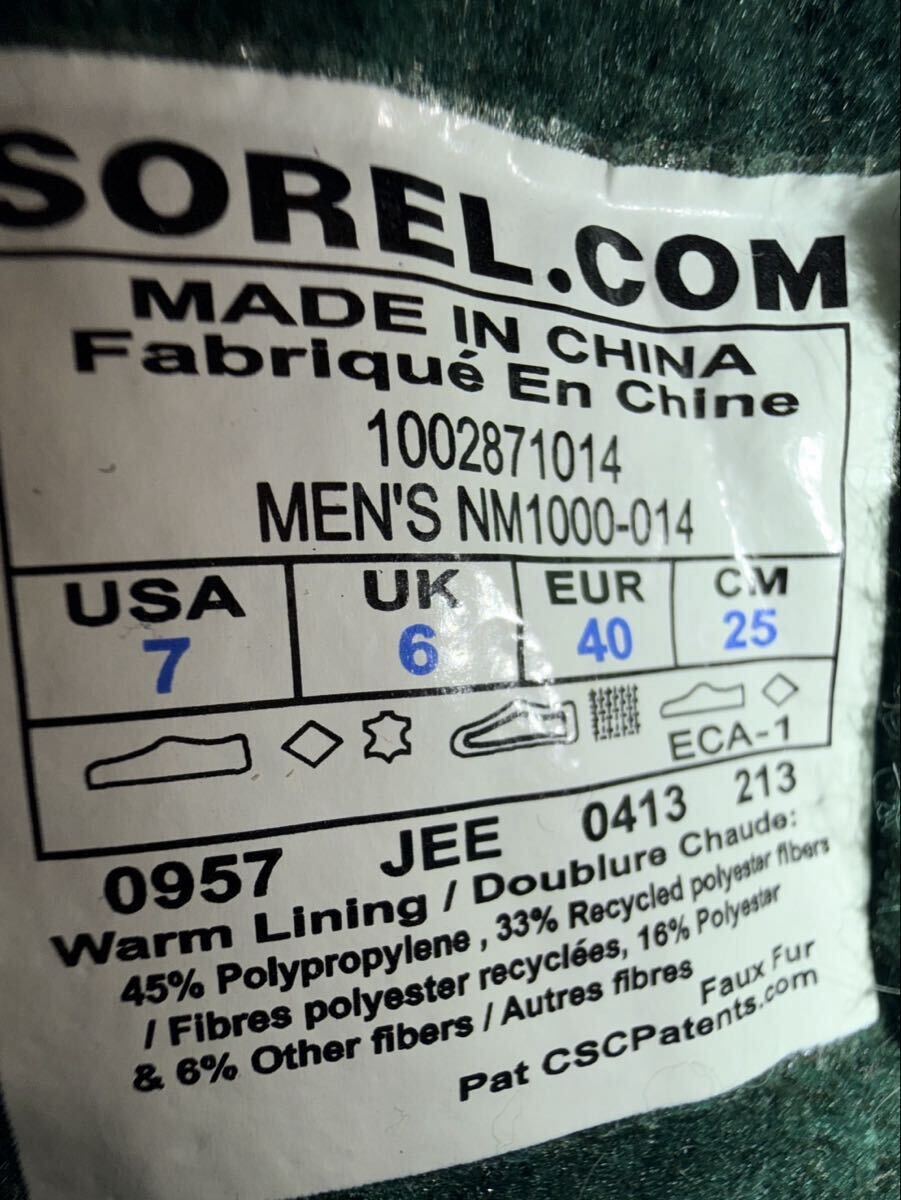 SOREL.COM
MADE IN CHINA
Fabriqué En Chine
1002871014
MEN'S NM1000-014
USA UK EUR CM
7 6 40 25
ECA-1
0957 JEE 0413 213
Warm Lining / Doublure Chaude:
45% Polypropylene , 33% Recycled polyester fibers
/ Fibres polyester recyclées, 16% Polyester
& 6% Other fibers / Autres fibres
Faux Fur
Pat CSCPatents.com